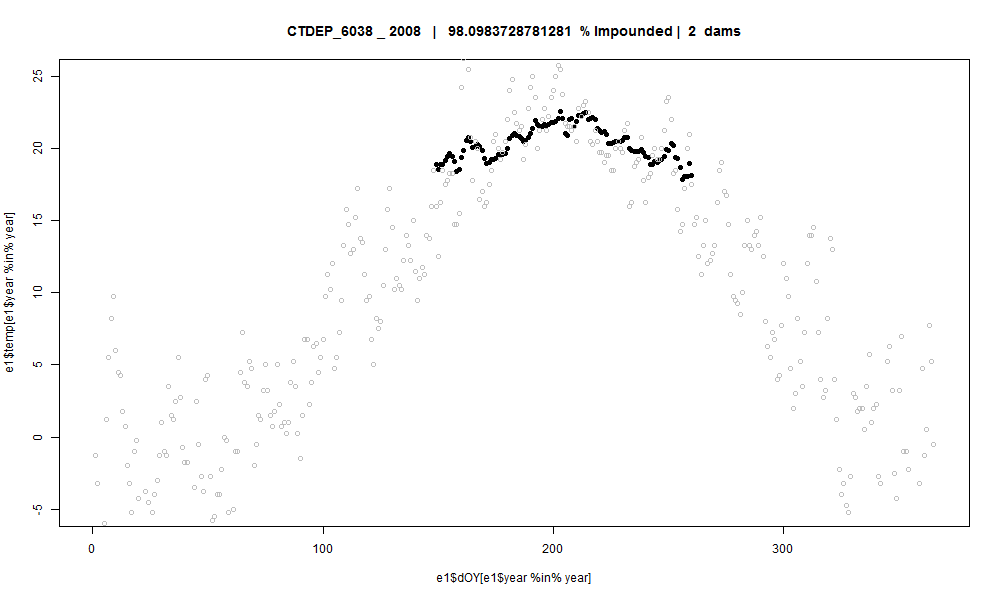 CTDEP_6038 _ 2008 | 98.0983728781281 % Impounded | 2 dams
25
20
15
10
5
0
-5
e1$temp[e1$year %in% year]
0 100 200 300
e1$dOY[e1$year %in% year]